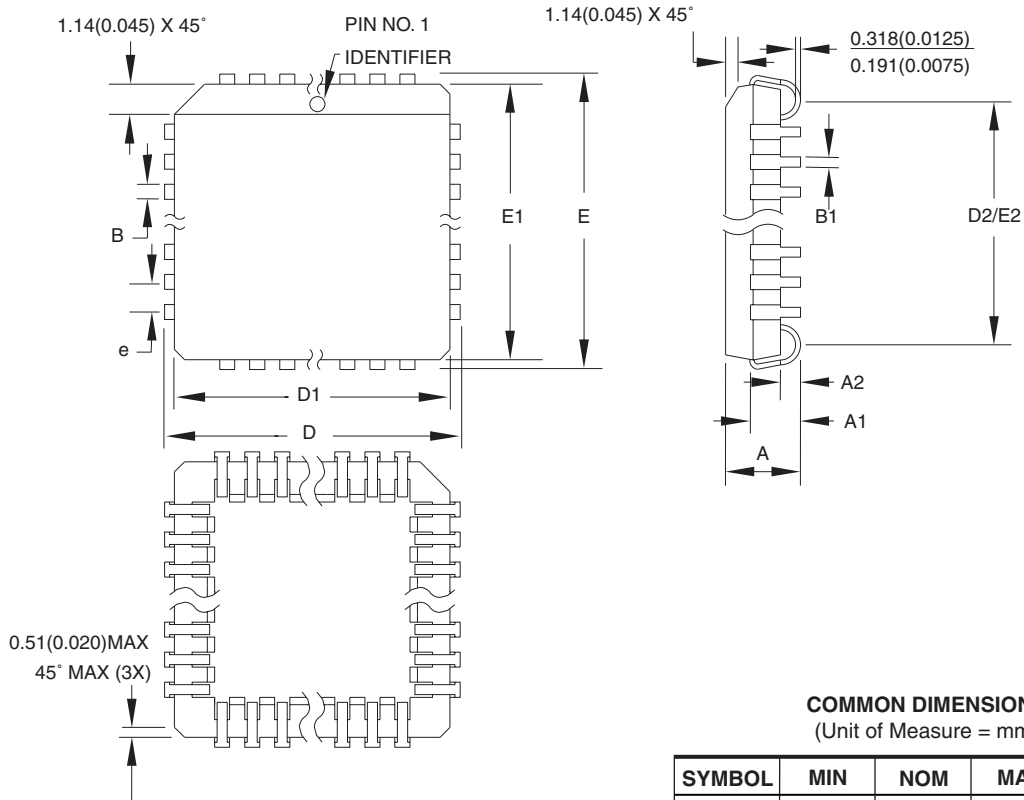 1.14(0.045) X 45˚
PIN NO. 1
IDENTIFIER
1.14(0.045) X 45˚
0.318(0.0125)
0.191(0.0075)
B
e
E1
E
B1
D2/E2
D1
D
A2
A1
A
0.51(0.020)MAX
45˚ MAX (3X)
COMMON DIMENSION
(Unit of Measure = mm
SYMBOL MIN NOM MA